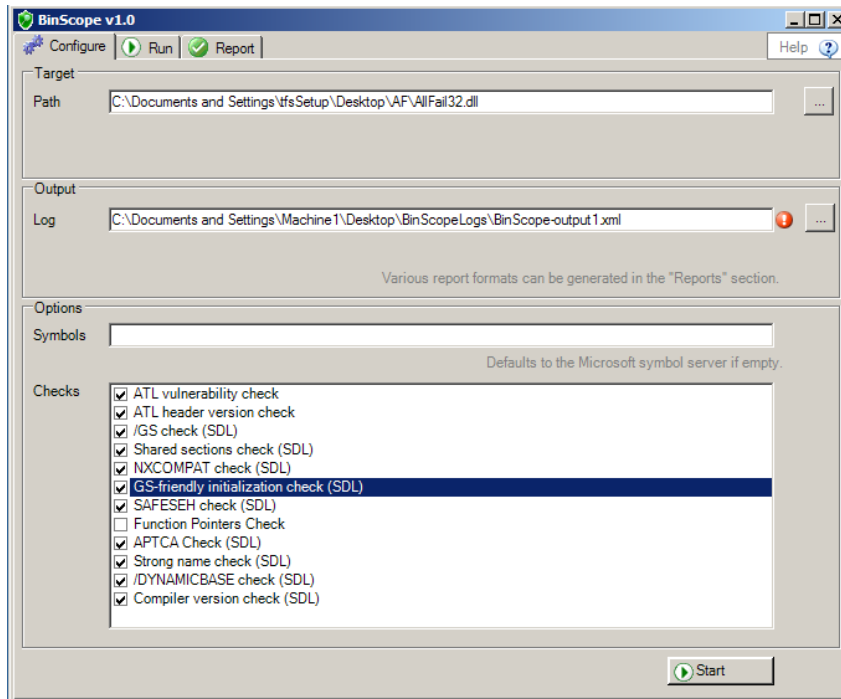 BinScope v1.0
Configure Run Report Help
Target
Path C:\Documents and Settings\tfsSetup\Desktop\AF\AllFail32.dll ...
Output
Log C:\Documents and Settings\Machine1\Desktop\BinScopeLogs\BinScope-output1.xml ...
Various report formats can be generated in the "Reports" section.
Options
Symbols
Defaults to the Microsoft symbol server if empty.
Checks
ATL vulnerability check
ATL header version check
/GS check (SDL)
Shared sections check (SDL)
NXCOMPAT check (SDL)
GS-friendly initialization check (SDL)
SAFESEH check (SDL)
Function Pointers Check
APTCA Check (SDL)
Strong name check (SDL)
/DYNAMICBASE check (SDL)
Compiler version check (SDL)
Start